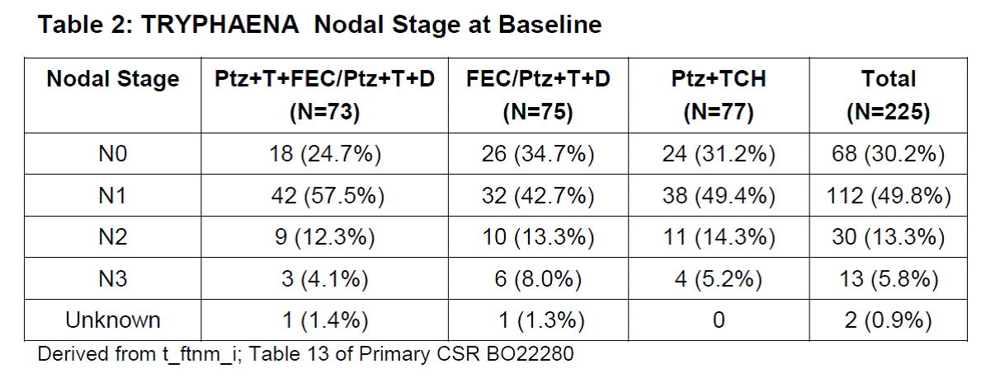 Table 2: TRYPHAENA Nodal Stage at Baseline
Nodal Stage Ptz+T+FEC/Ptz+T+D FEC/Ptz+T+D Ptz+TCH Total
(N=73) (N=75) (N=77) (N=225)
N0 18 (24.7%) 26 (34.7%) 24 (31.2%) 68 (30.2%)
N1 42 (57.5%) 32 (42.7%) 38 (49.4%) 112 (49.8%)
N2 9 (12.3%) 10 (13.3%) 11 (14.3%) 30 (13.3%)
N3 3 (4.1%) 6 (8.0%) 4 (5.2%) 13 (5.8%)
Unknown 1 (1.4%) 1 (1.3%) 0 2 (0.9%)
Derived from t_ftnm_i; Table 13 of Primary CSR BO22280